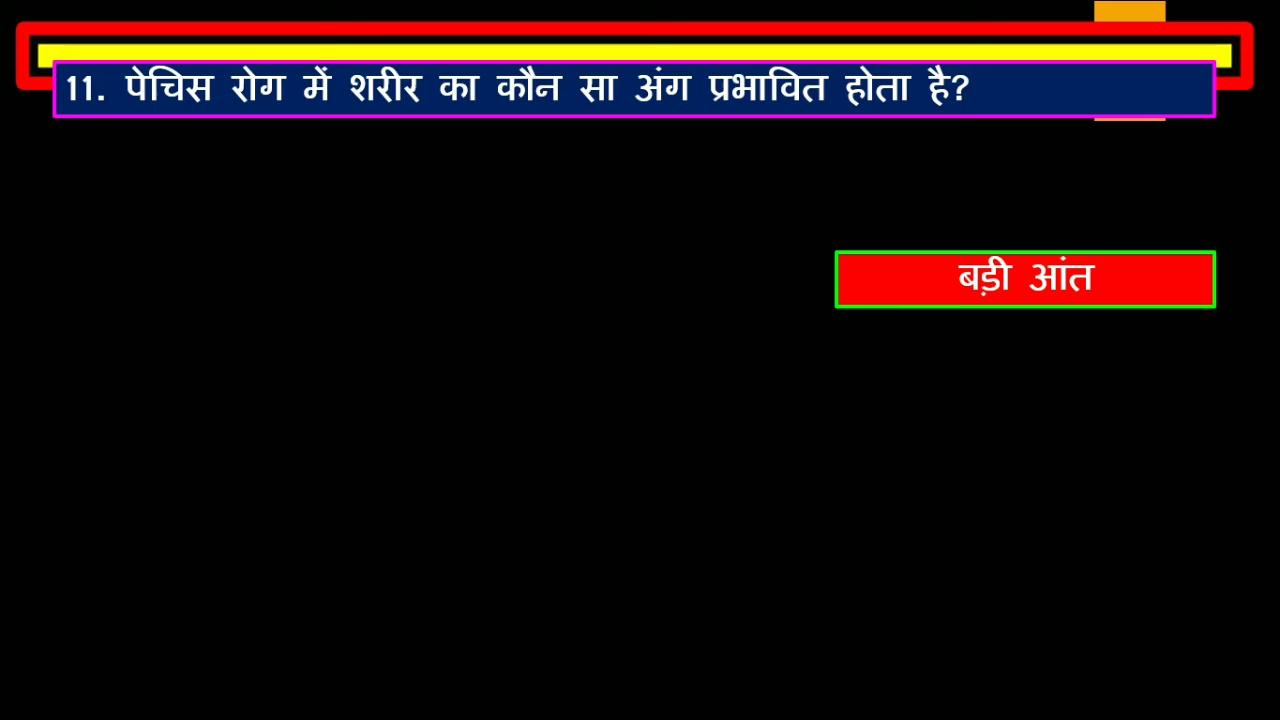 11. पेचिस रोग में शरीर का कौन सा अंग प्रभावित होता है?
बड़ी आंत